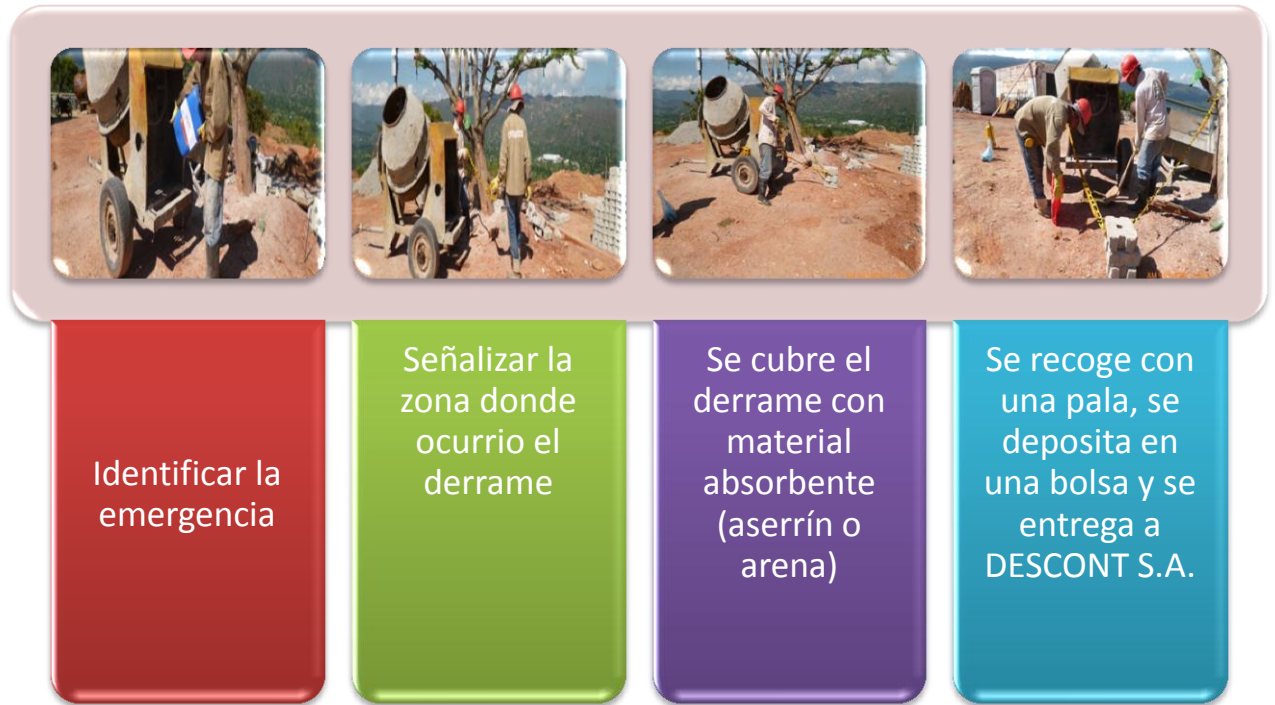 Identificar la
emergencia
Señalizar la
zona donde
ocurrio el
derrame
Se cubre el
derrame con
material
absorbente
(aserrín o
arena)
Se recoge con
una pala, se
deposita en
una bolsa y se
entrega a
DESCONT S.A.